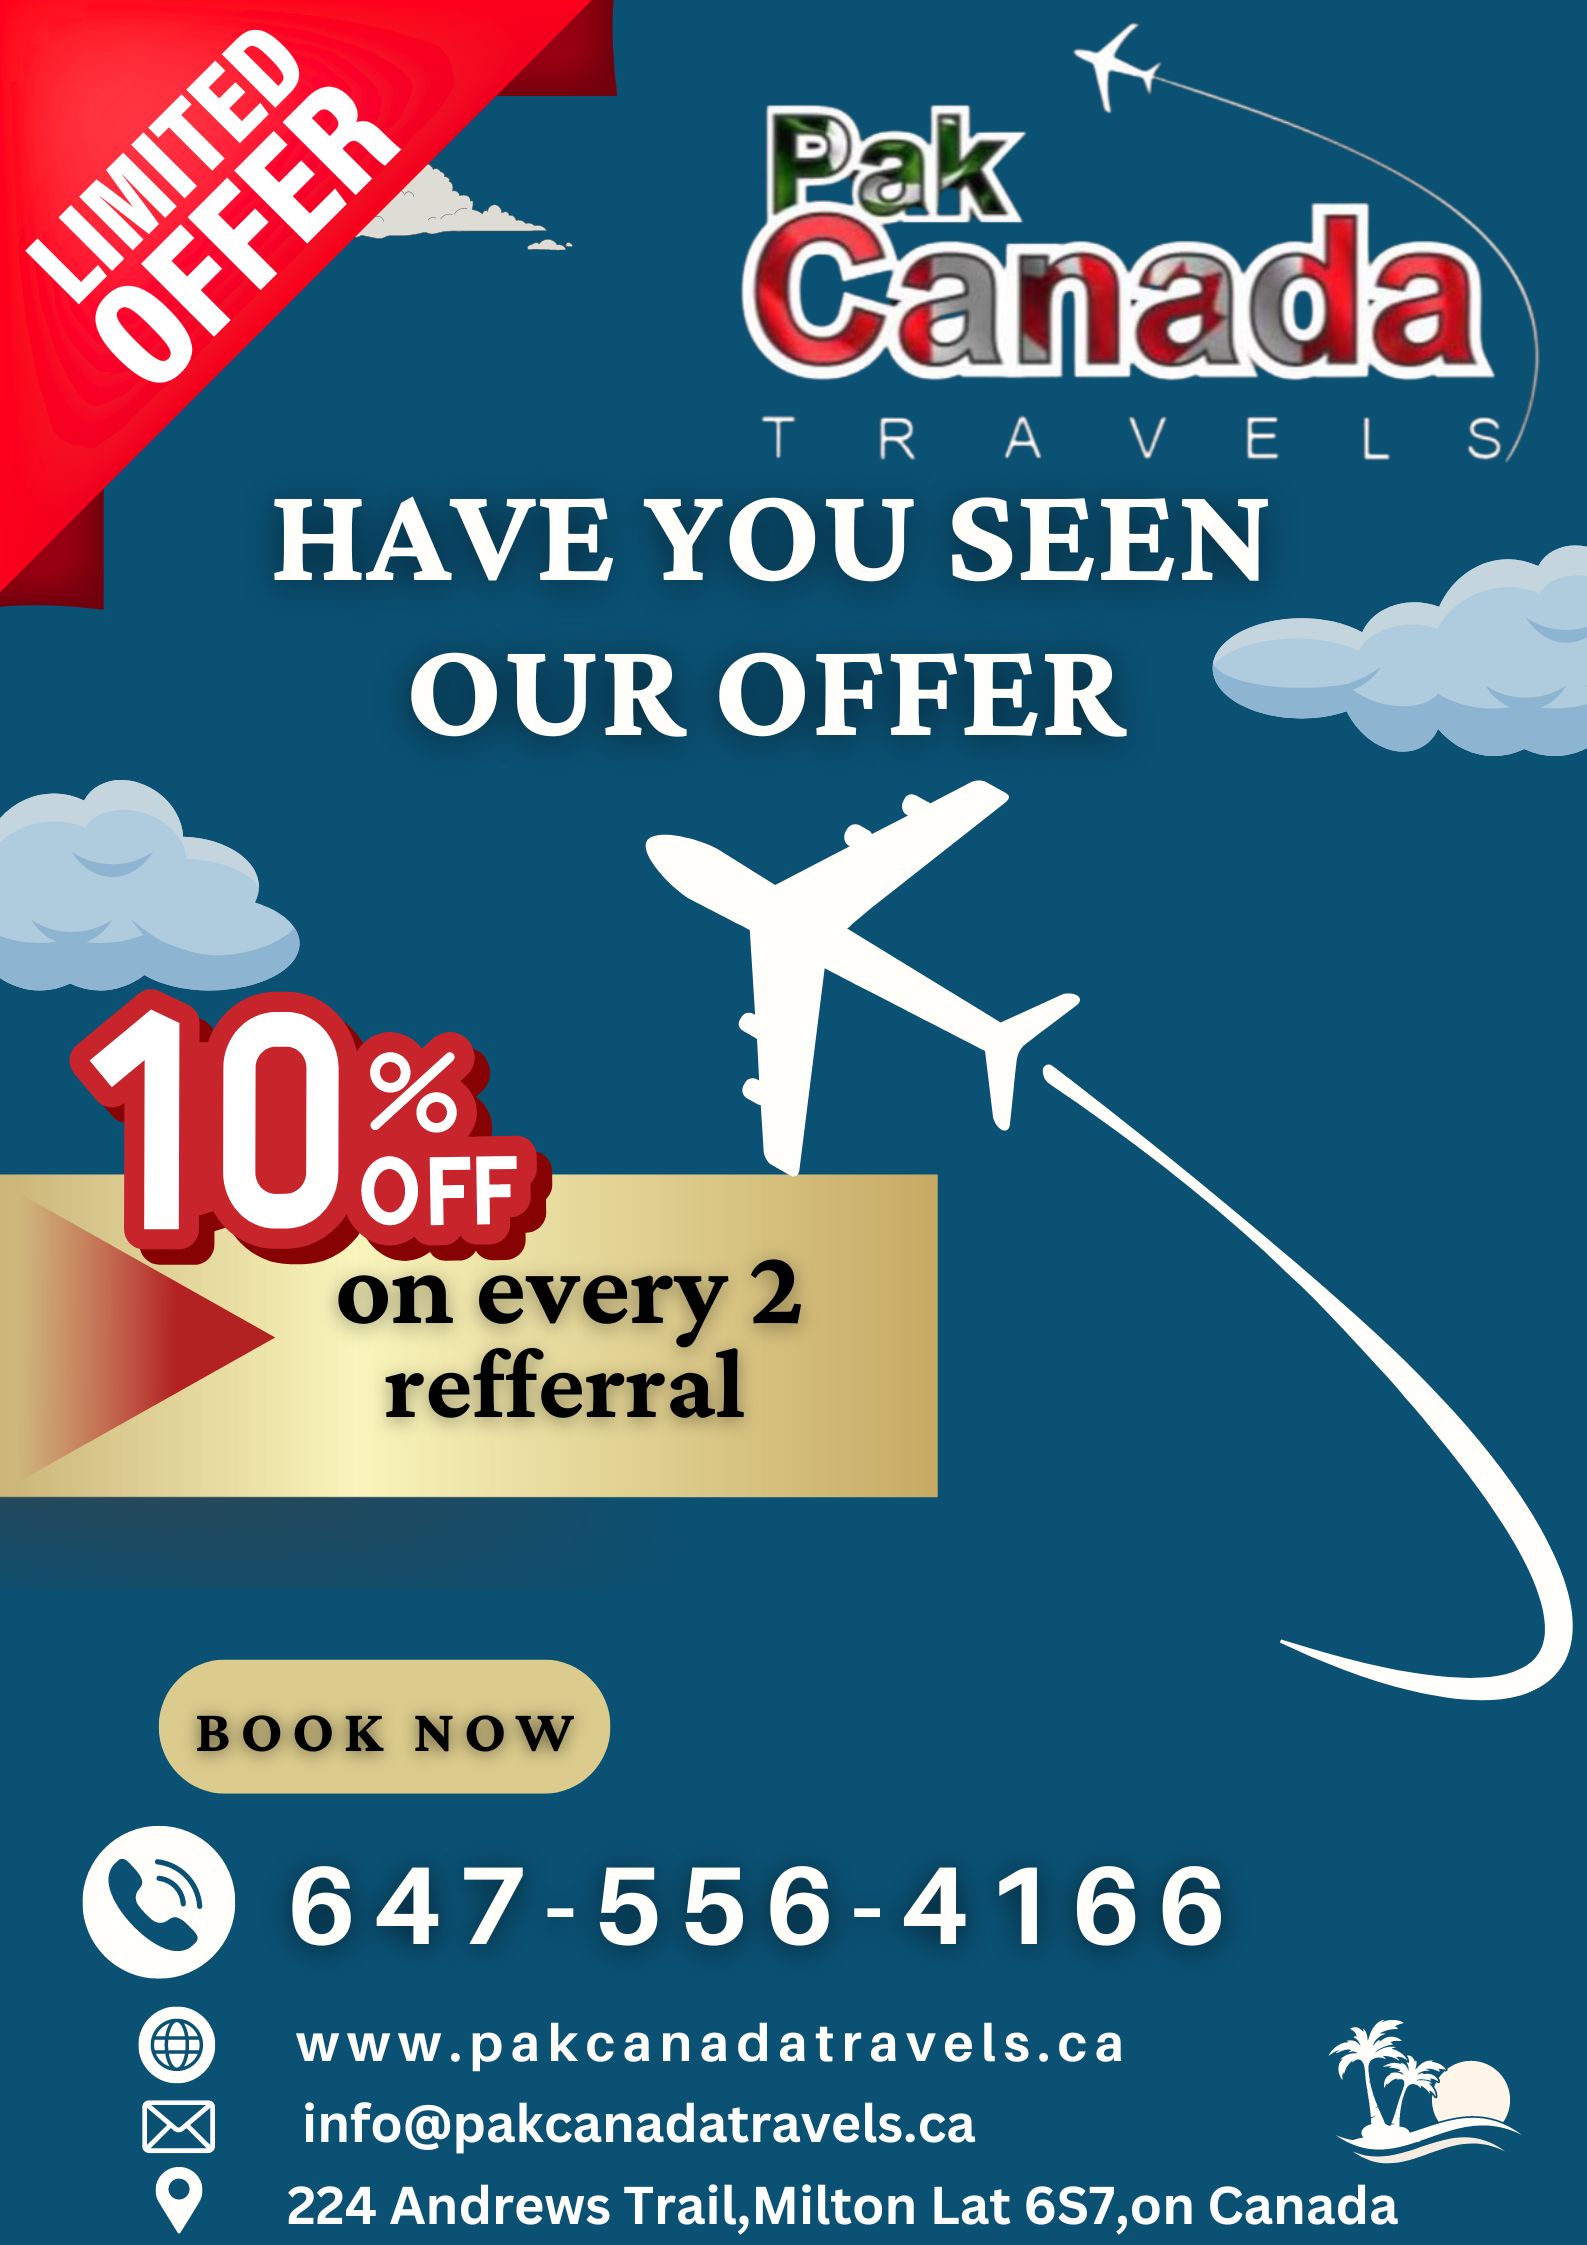 LIMITED
OFFER
Pak
Canada
TRAVELS
HAVE YOU SEEN
OUR OFFER
10%
OFF
on every 2
refferral
BOOK NOW
647-556-4166
www.pakcanadatravels.ca
info@pakcanadatravels.ca
224 Andrews Trail,Milton Lat 6S7,on Canada